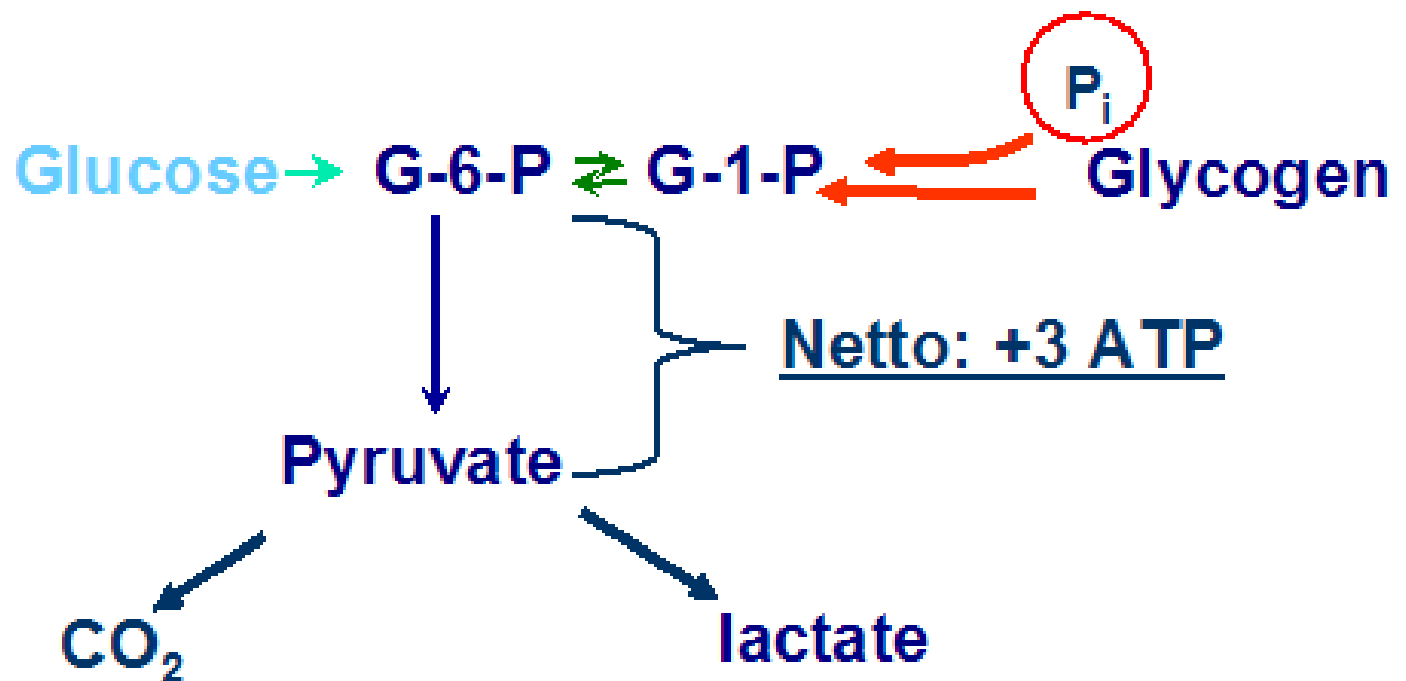 Pᵢ
Glucose G-6-P G-1-P Glycogen
Netto: +3 ATP
Pyruvate
CO₂ lactate